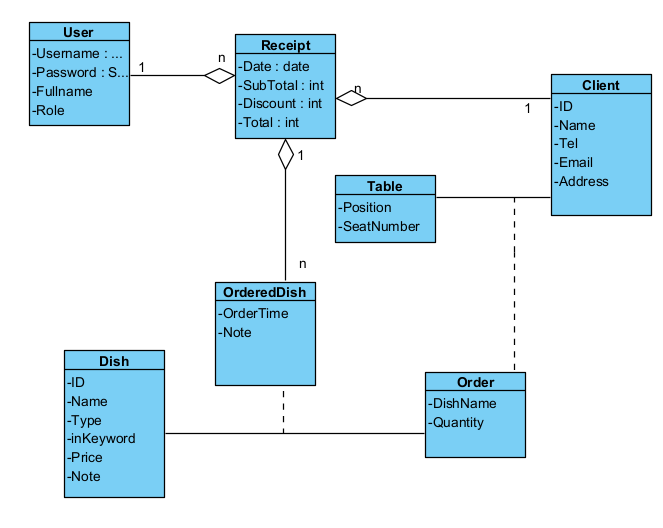 User
-Username : ...
-Password : S...
-Fullname
-Role
1
n
Receipt
-Date : date
-SubTotal : int
-Discount : int
-Total : int
n
1
Client
-ID
-Name
-Tel
-Email
-Address
1
n
Table
-Position
-SeatNumber
OrderedDish
-OrderTime
-Note
Dish
-ID
-Name
-Type
-inKeyword
-Price
-Note
Order
-DishName
-Quantity